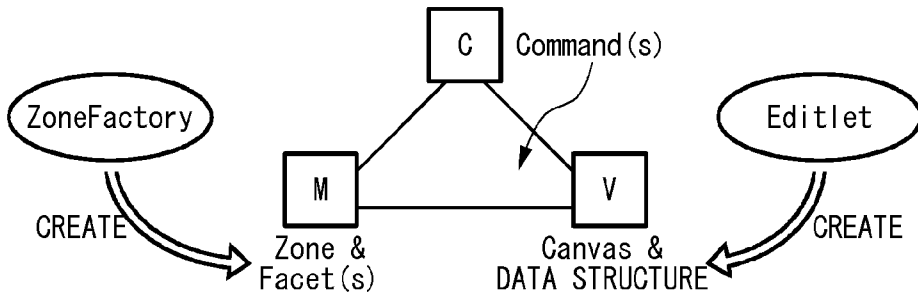 C
Command(s)
ZoneFactory
Editlet
M
V
CREATE
CREATE
Zone &
Facet(s)
Canvas &
DATA STRUCTURE